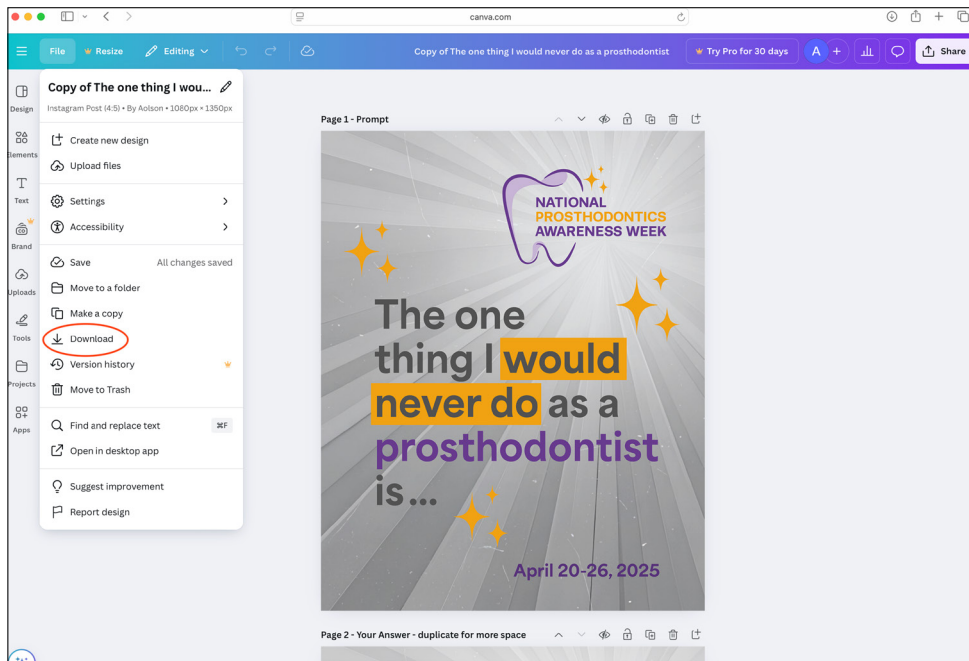 canva.com
File
Resize
Editing
Copy of The one thing I would never do as a prosthodontist
Try Pro for 30 days
A
+
Share
Design
Elements
Text
Brand
Uploads
Tools
Projects
Apps
Copy of The one thing I wou...
Instagram Post (4:5) • By Aolson • 1080px × 1350px
Create new design
Upload files
Settings
Accessibility
Save All changes saved
Move to a folder
Make a copy
Download
Version history
Move to Trash
Find and replace text ⌘F
Open in desktop app
Suggest improvement
Report design
Page 1 - Prompt
NATIONAL
PROSTHODONTICS
AWARENESS WEEK
The one
thing I would
never do as a
prosthodontist
is...
April 20-26, 2025
Page 2 - Your Answer - duplicate for more space